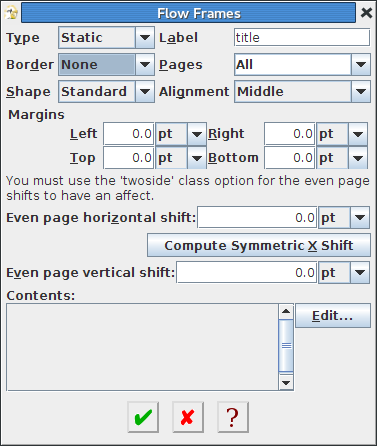 Flow Frames
Type Static Label title
Border None Pages All
Shape Standard Alignment Middle
Margins
Left 0.0 pt Right 0.0 pt
Top 0.0 pt Bottom 0.0 pt
You must use the 'twoside' class option for the even page
shifts to have an affect.
Even page horizontal shift: 0.0 pt
Compute Symmetric X Shift
Even page vertical shift: 0.0 pt
Contents:
Edit...
?